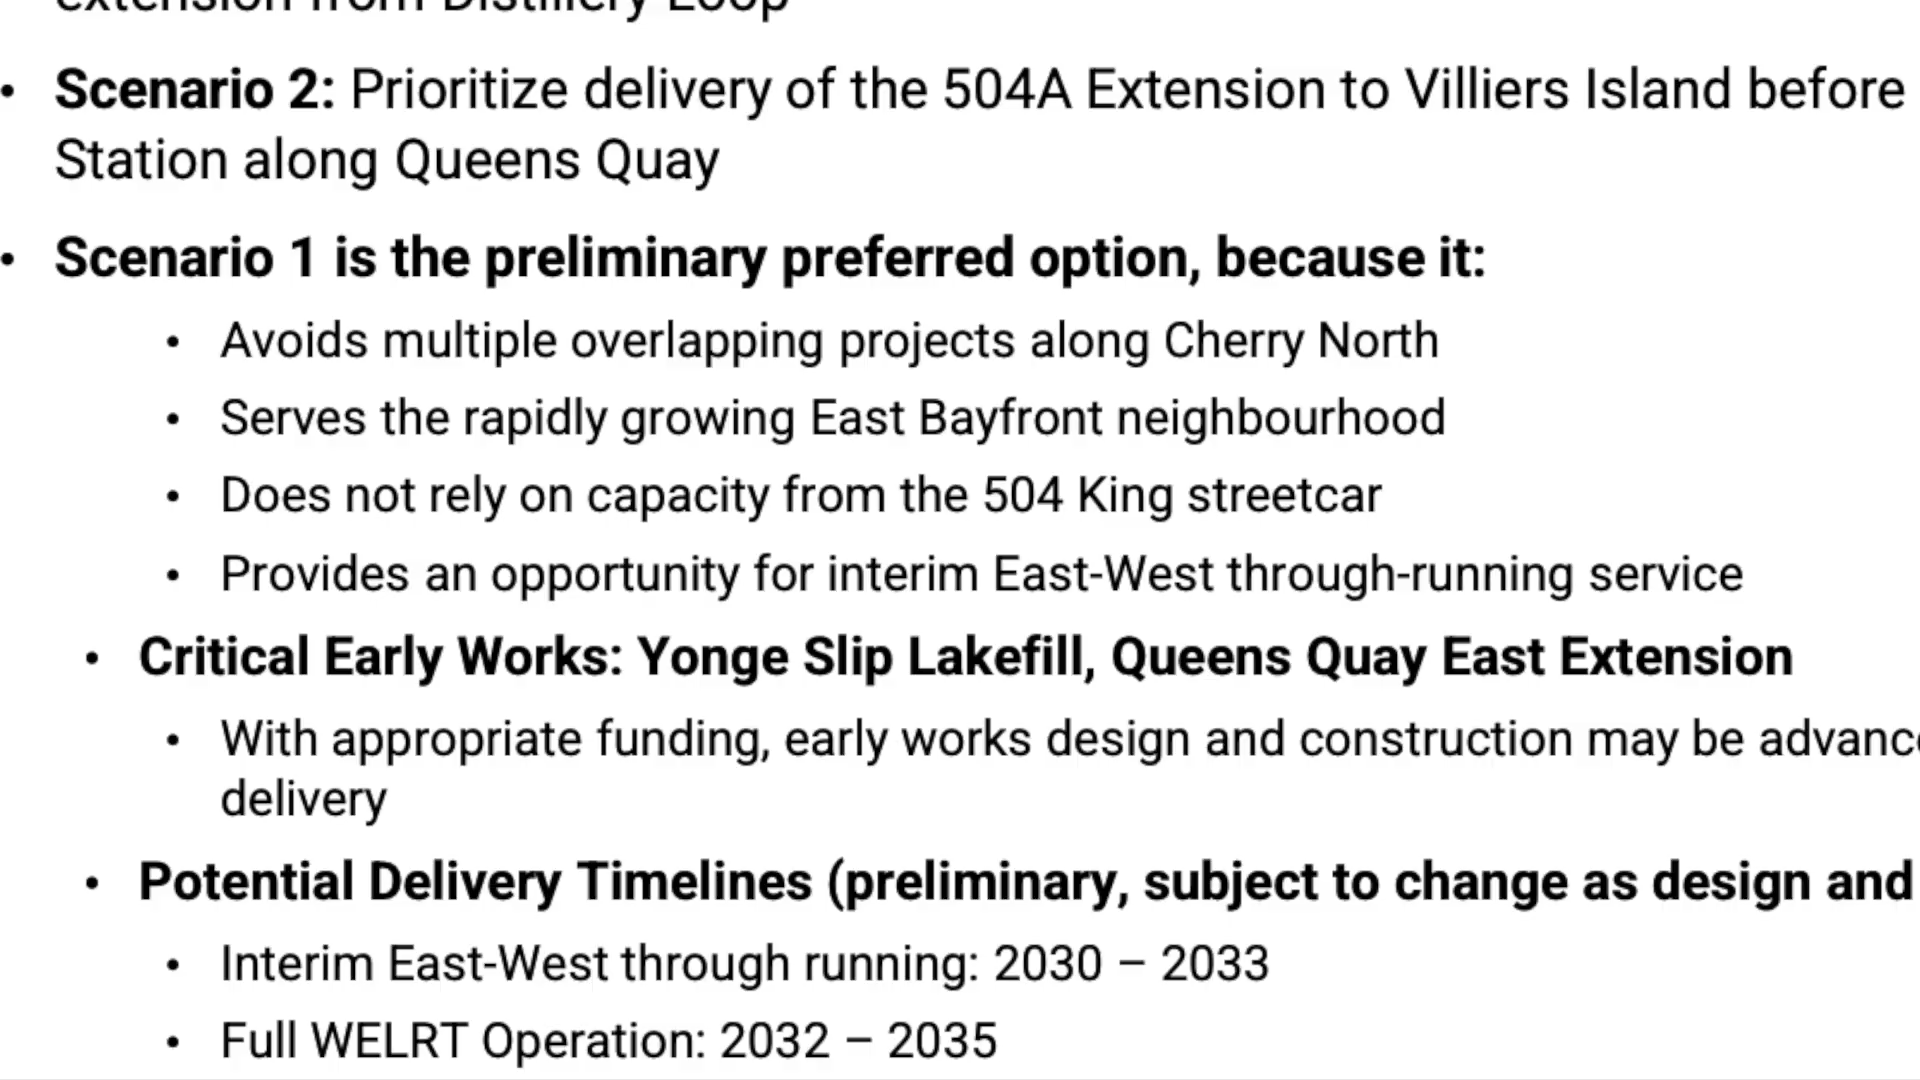 extension from Distillery Loop
• Scenario 2: Prioritize delivery of the 504A Extension to Villiers Island before
Station along Queens Quay
• Scenario 1 is the preliminary preferred option, because it:
• Avoids multiple overlapping projects along Cherry North
• Serves the rapidly growing East Bayfront neighbourhood
• Does not rely on capacity from the 504 King streetcar
• Provides an opportunity for interim East-West through-running service
• Critical Early Works: Yonge Slip Lakefill, Queens Quay East Extension
• With appropriate funding, early works design and construction may be
delivery
• Potential Delivery Timelines (preliminary, subject to change as design and
• Interim East-West through running: 2030 – 2033
• Full WELRT Operation: 2032 – 2035